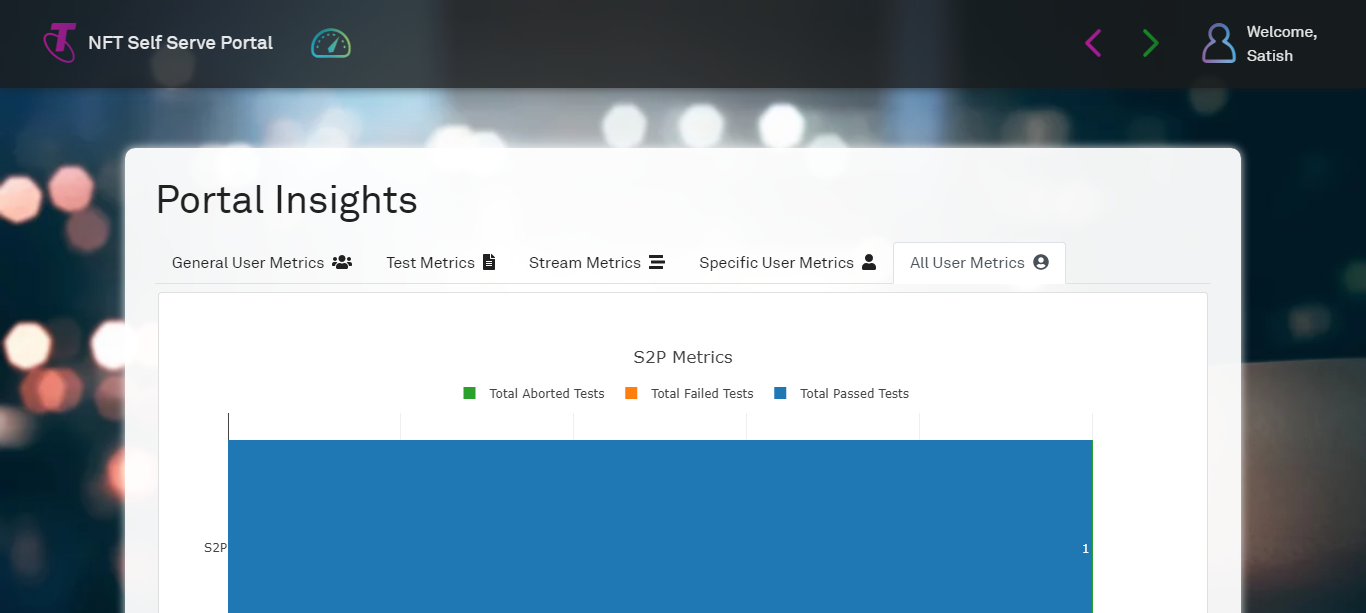 NFT Self Serve Portal
Welcome,
Satish
Portal Insights
General User Metrics
Test Metrics
Stream Metrics
Specific User Metrics
All User Metrics
S2P Metrics
Total Aborted Tests
Total Failed Tests
Total Passed Tests
S2P
1